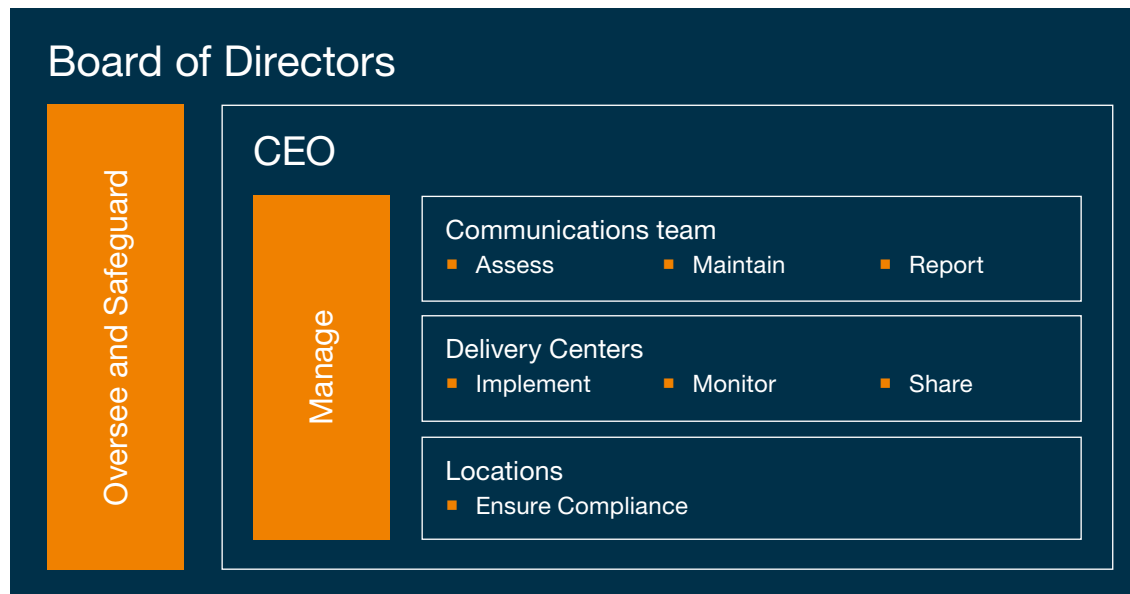 Board of Directors
Oversee and Safeguard
CEO
Manage
Communications team
Assess Maintain Report
Delivery Centers
Implement Monitor Share
Locations
Ensure Compliance